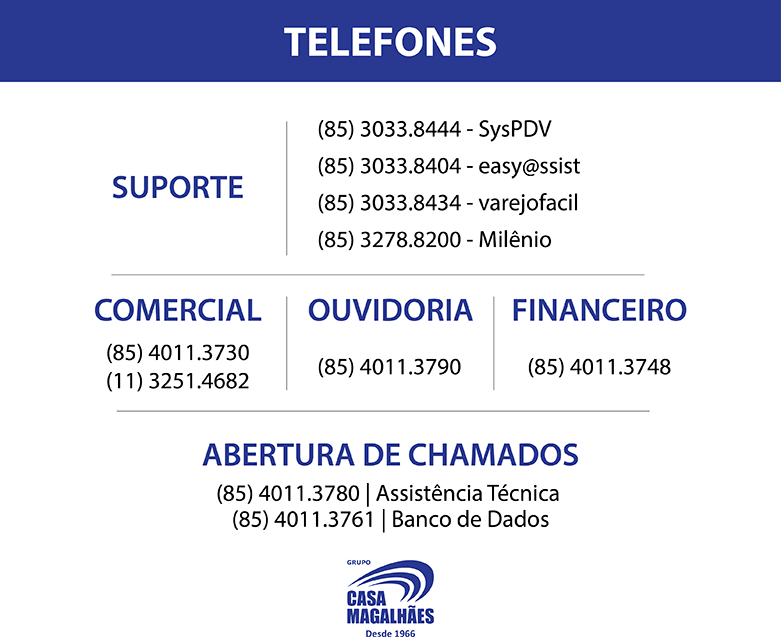 TELEFONES
SUPORTE
(85) 3033.8444 - SysPDV
(85) 3033.8404 - easy@ssist
(85) 3033.8434 - varejofacil
(85) 3278.8200 - Milênio
COMERCIAL
(85) 4011.3730
(11) 3251.4682
OUVIDORIA
(85) 4011.3790
FINANCEIRO
(85) 4011.3748
ABERTURA DE CHAMADOS
(85) 4011.3780 | Assistência Técnica
(85) 4011.3761 | Banco de Dados
GRUPO
CASA
MAGALHÃES
Desde 1966